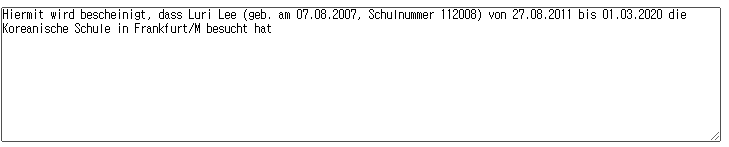 Hiermit wird bescheinigt, dass Luri Lee (geb. am 07.08.2007, Schulnummer 112008) von 27.08.2011 bis 01.03.2020 die
Koreanische Schule in Frankfurt/M besucht hat